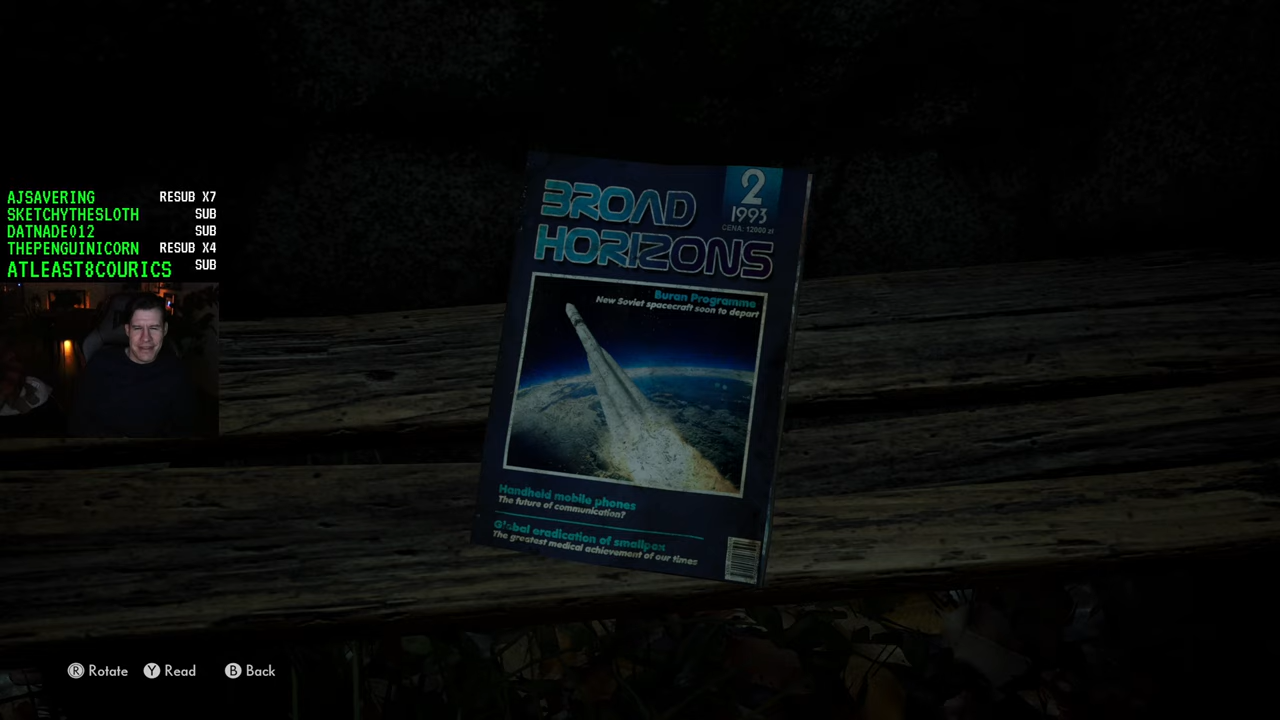 AJSAVERING RESUB X7
SKETCHYTHESLOTH SUB
DATNADE012 SUB
THEPENGUINICORN RESUB X4
ATLEAST8COURICS SUB
BROAD
HORIZONS
2
1993
CENA: 12000 zł
Buran Programme
New Soviet spacecraft soon to depart
Handheld mobile phones
The future of communication?
Global eradication of smallpox
The greatest medical achievement of our times
R Rotate Y Read B Back